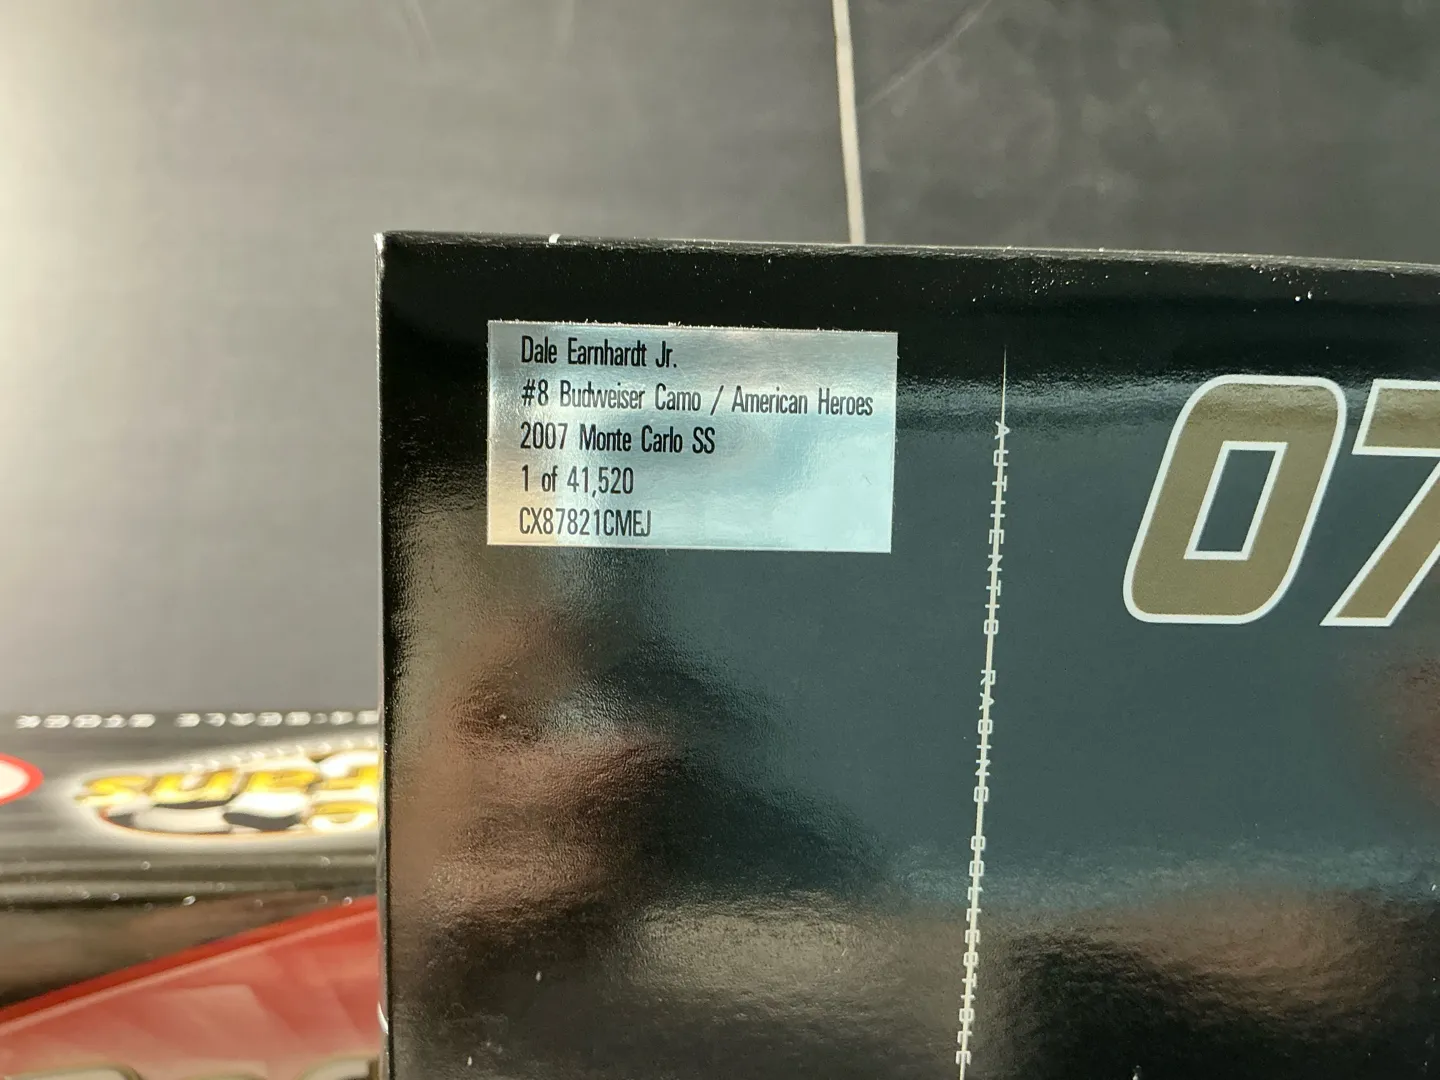 Dale Earnhardt Jr.
#8 Budweiser Camo / American Heroes
2007 Monte Carlo SS
1 of 41,520
CX87821CMEJ
AUTHENTIC RACING COLLECTIBLE
07